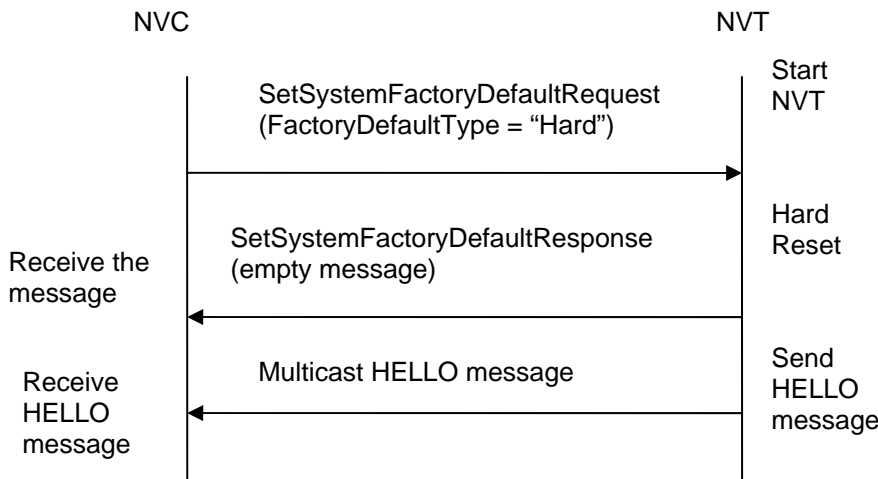 NVC
NVT
Start
NVT
SetSystemFactoryDefaultRequest
(FactoryDefaultType = “Hard”)
Hard
Reset
SetSystemFactoryDefaultResponse
(empty message)
Receive the
message
Multicast HELLO message
Send
HELLO
message
Receive
HELLO
message